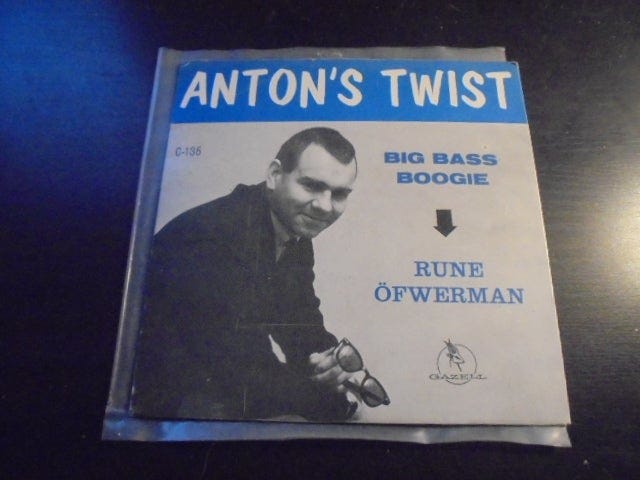 ANTON'S TWIST
C-136
BIG BASS
BOOGIE
RUNE
ÖFWERMAN
GAZELL